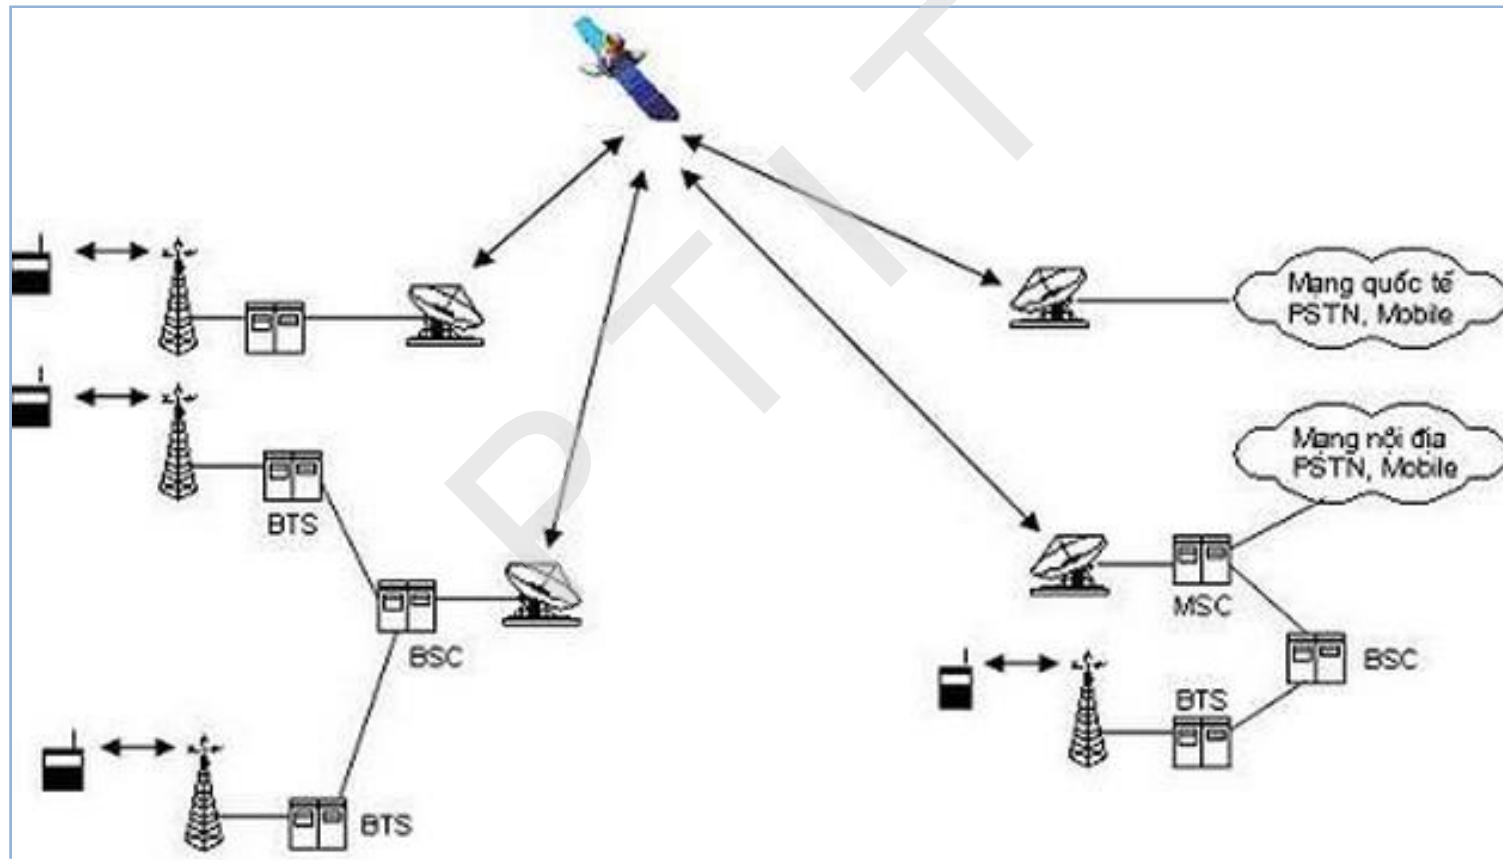 PTIT
Mạng quốc tế
PSTN, Mobile
Mạng nội địa
PSTN, Mobile
BTS
BSC
BTS
MSC
BSC
BTS